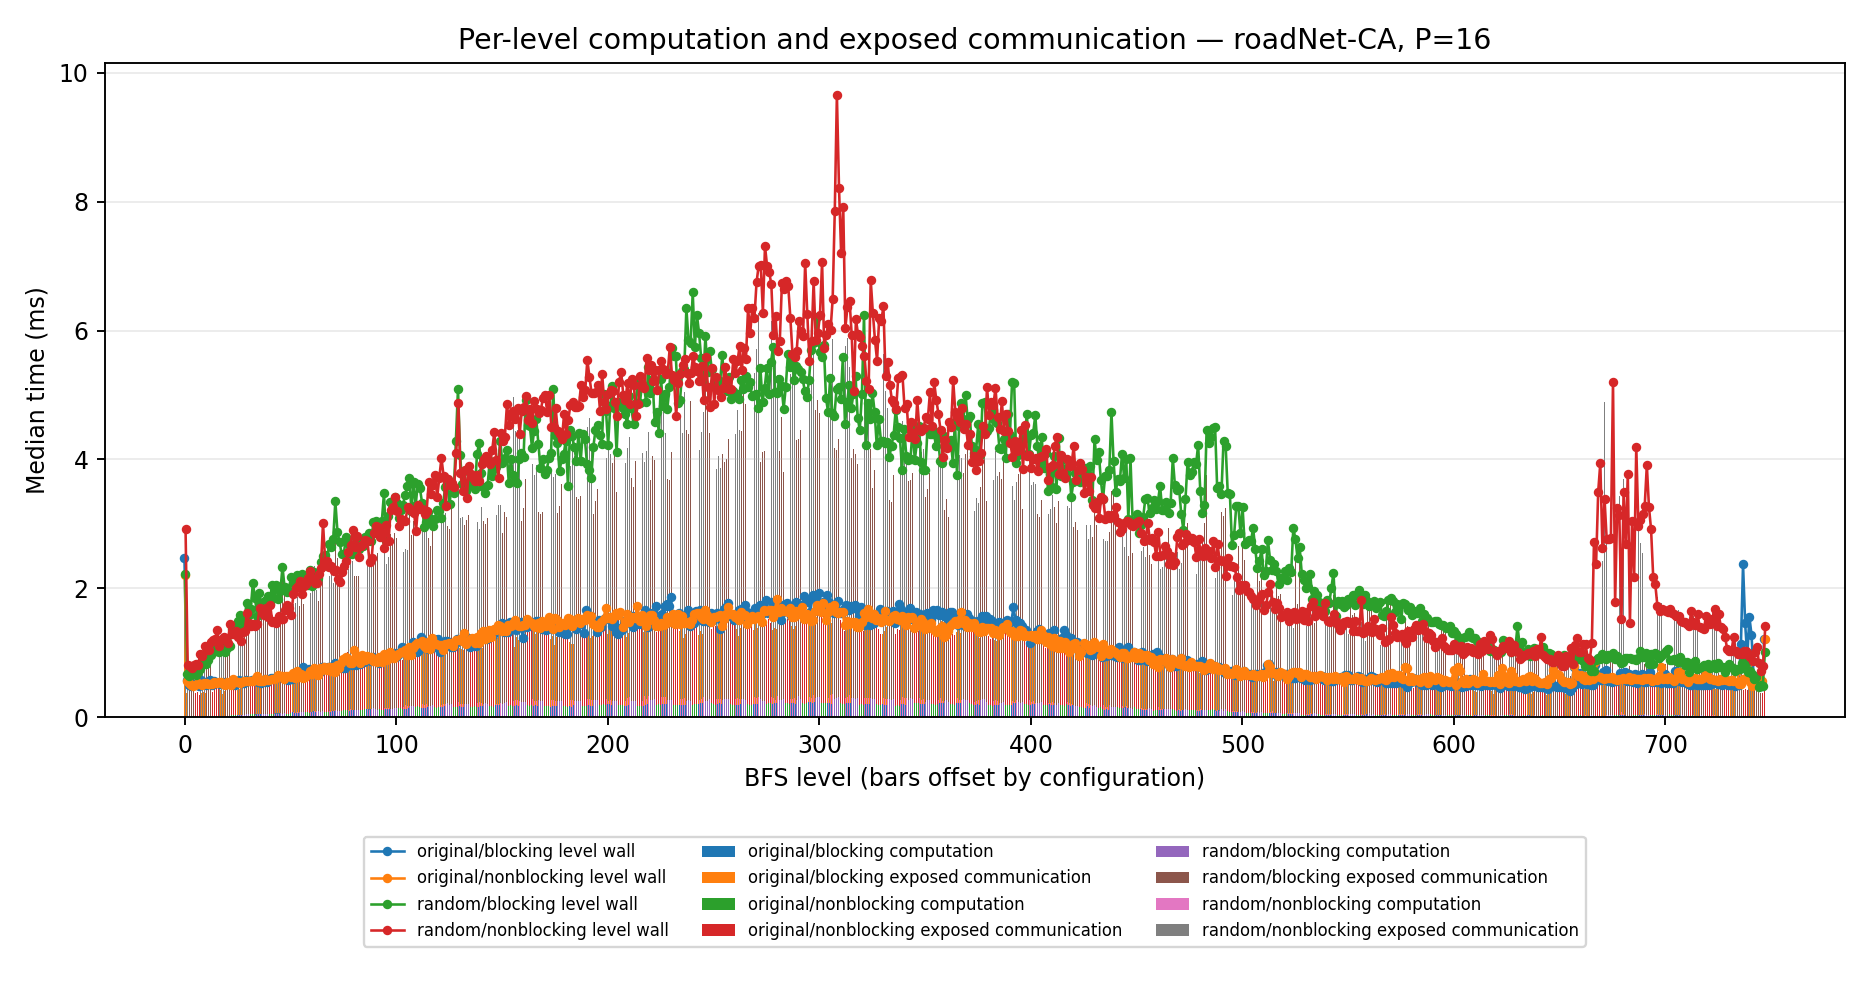 Per-level computation and exposed communication — roadNet-CA, P=16
Median time (ms)
10
8
6
4
2
0
0 100 200 300 400 500 600 700
BFS level (bars offset by configuration)
original/blocking level wall
original/nonblocking level wall
random/blocking level wall
random/nonblocking level wall
original/blocking computation
original/blocking exposed communication
original/nonblocking computation
original/nonblocking exposed communication
random/blocking computation
random/blocking exposed communication
random/nonblocking computation
random/nonblocking exposed communication